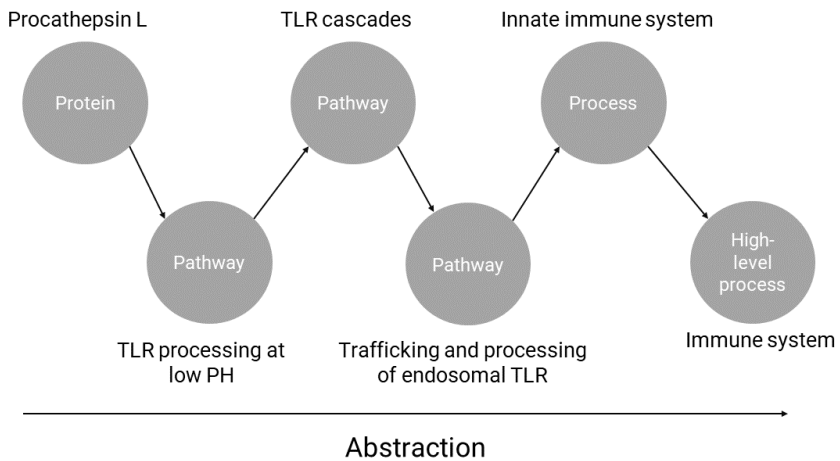 Procathepsin L
TLR cascades
Innate immune system
Protein
Pathway
Process
Pathway
Pathway
High-
level
process
TLR processing at
low PH
Trafficking and processing
of endosomal TLR
Immune system
Abstraction